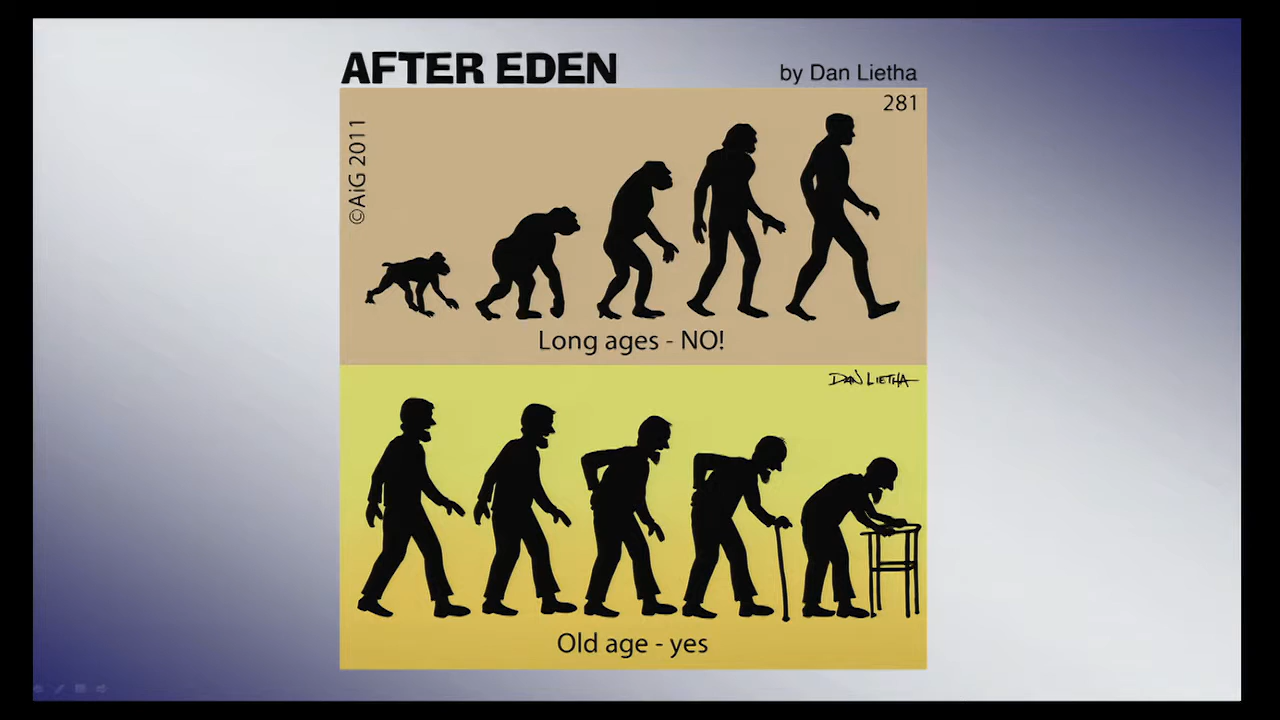 AFTER EDEN
by Dan Lietha
281
©AiG 2011
Long ages - NO!
DAN LIETHA
Old age - yes